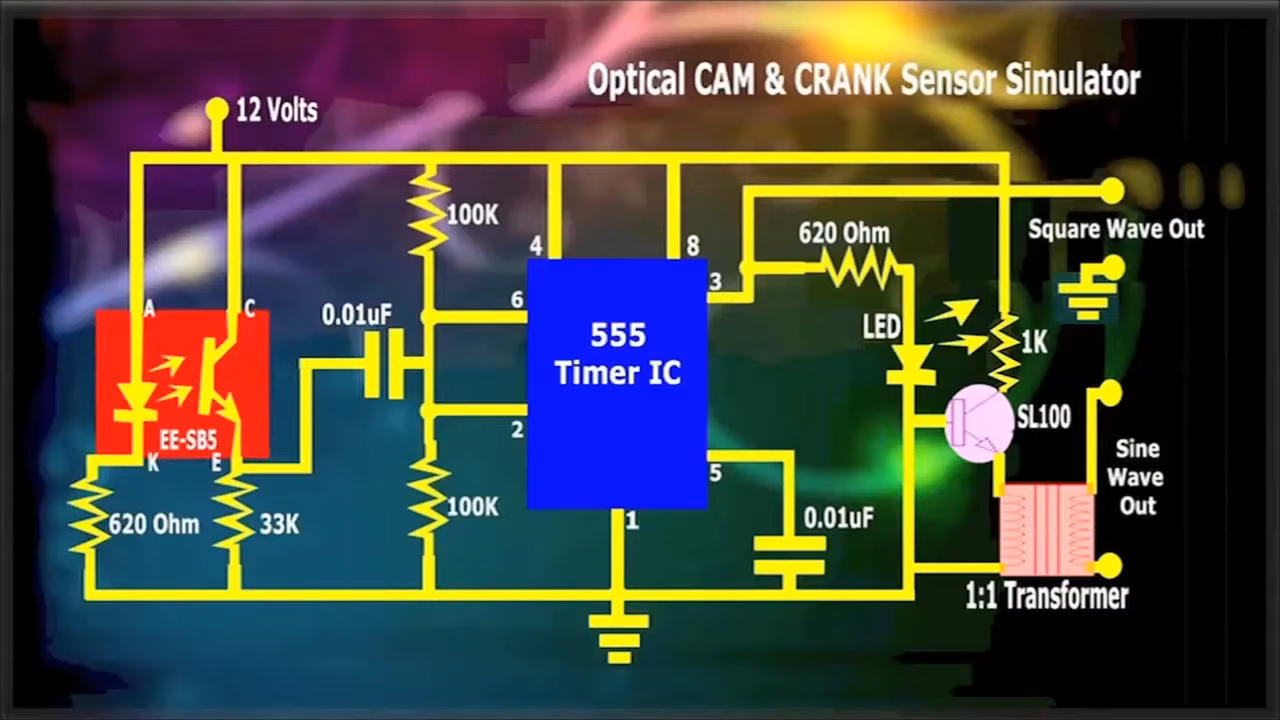 Optical CAM & CRANK Sensor Simulator
12 Volts
100K
4
8
3
620 Ohm
Square Wave Out
A
C
0.01uF
6
555
Timer IC
LED
1K
EE-SB5
2
SL100
K
E
5
Sine
Wave
Out
620 Ohm
33K
100K
1
0.01uF
1:1 Transformer